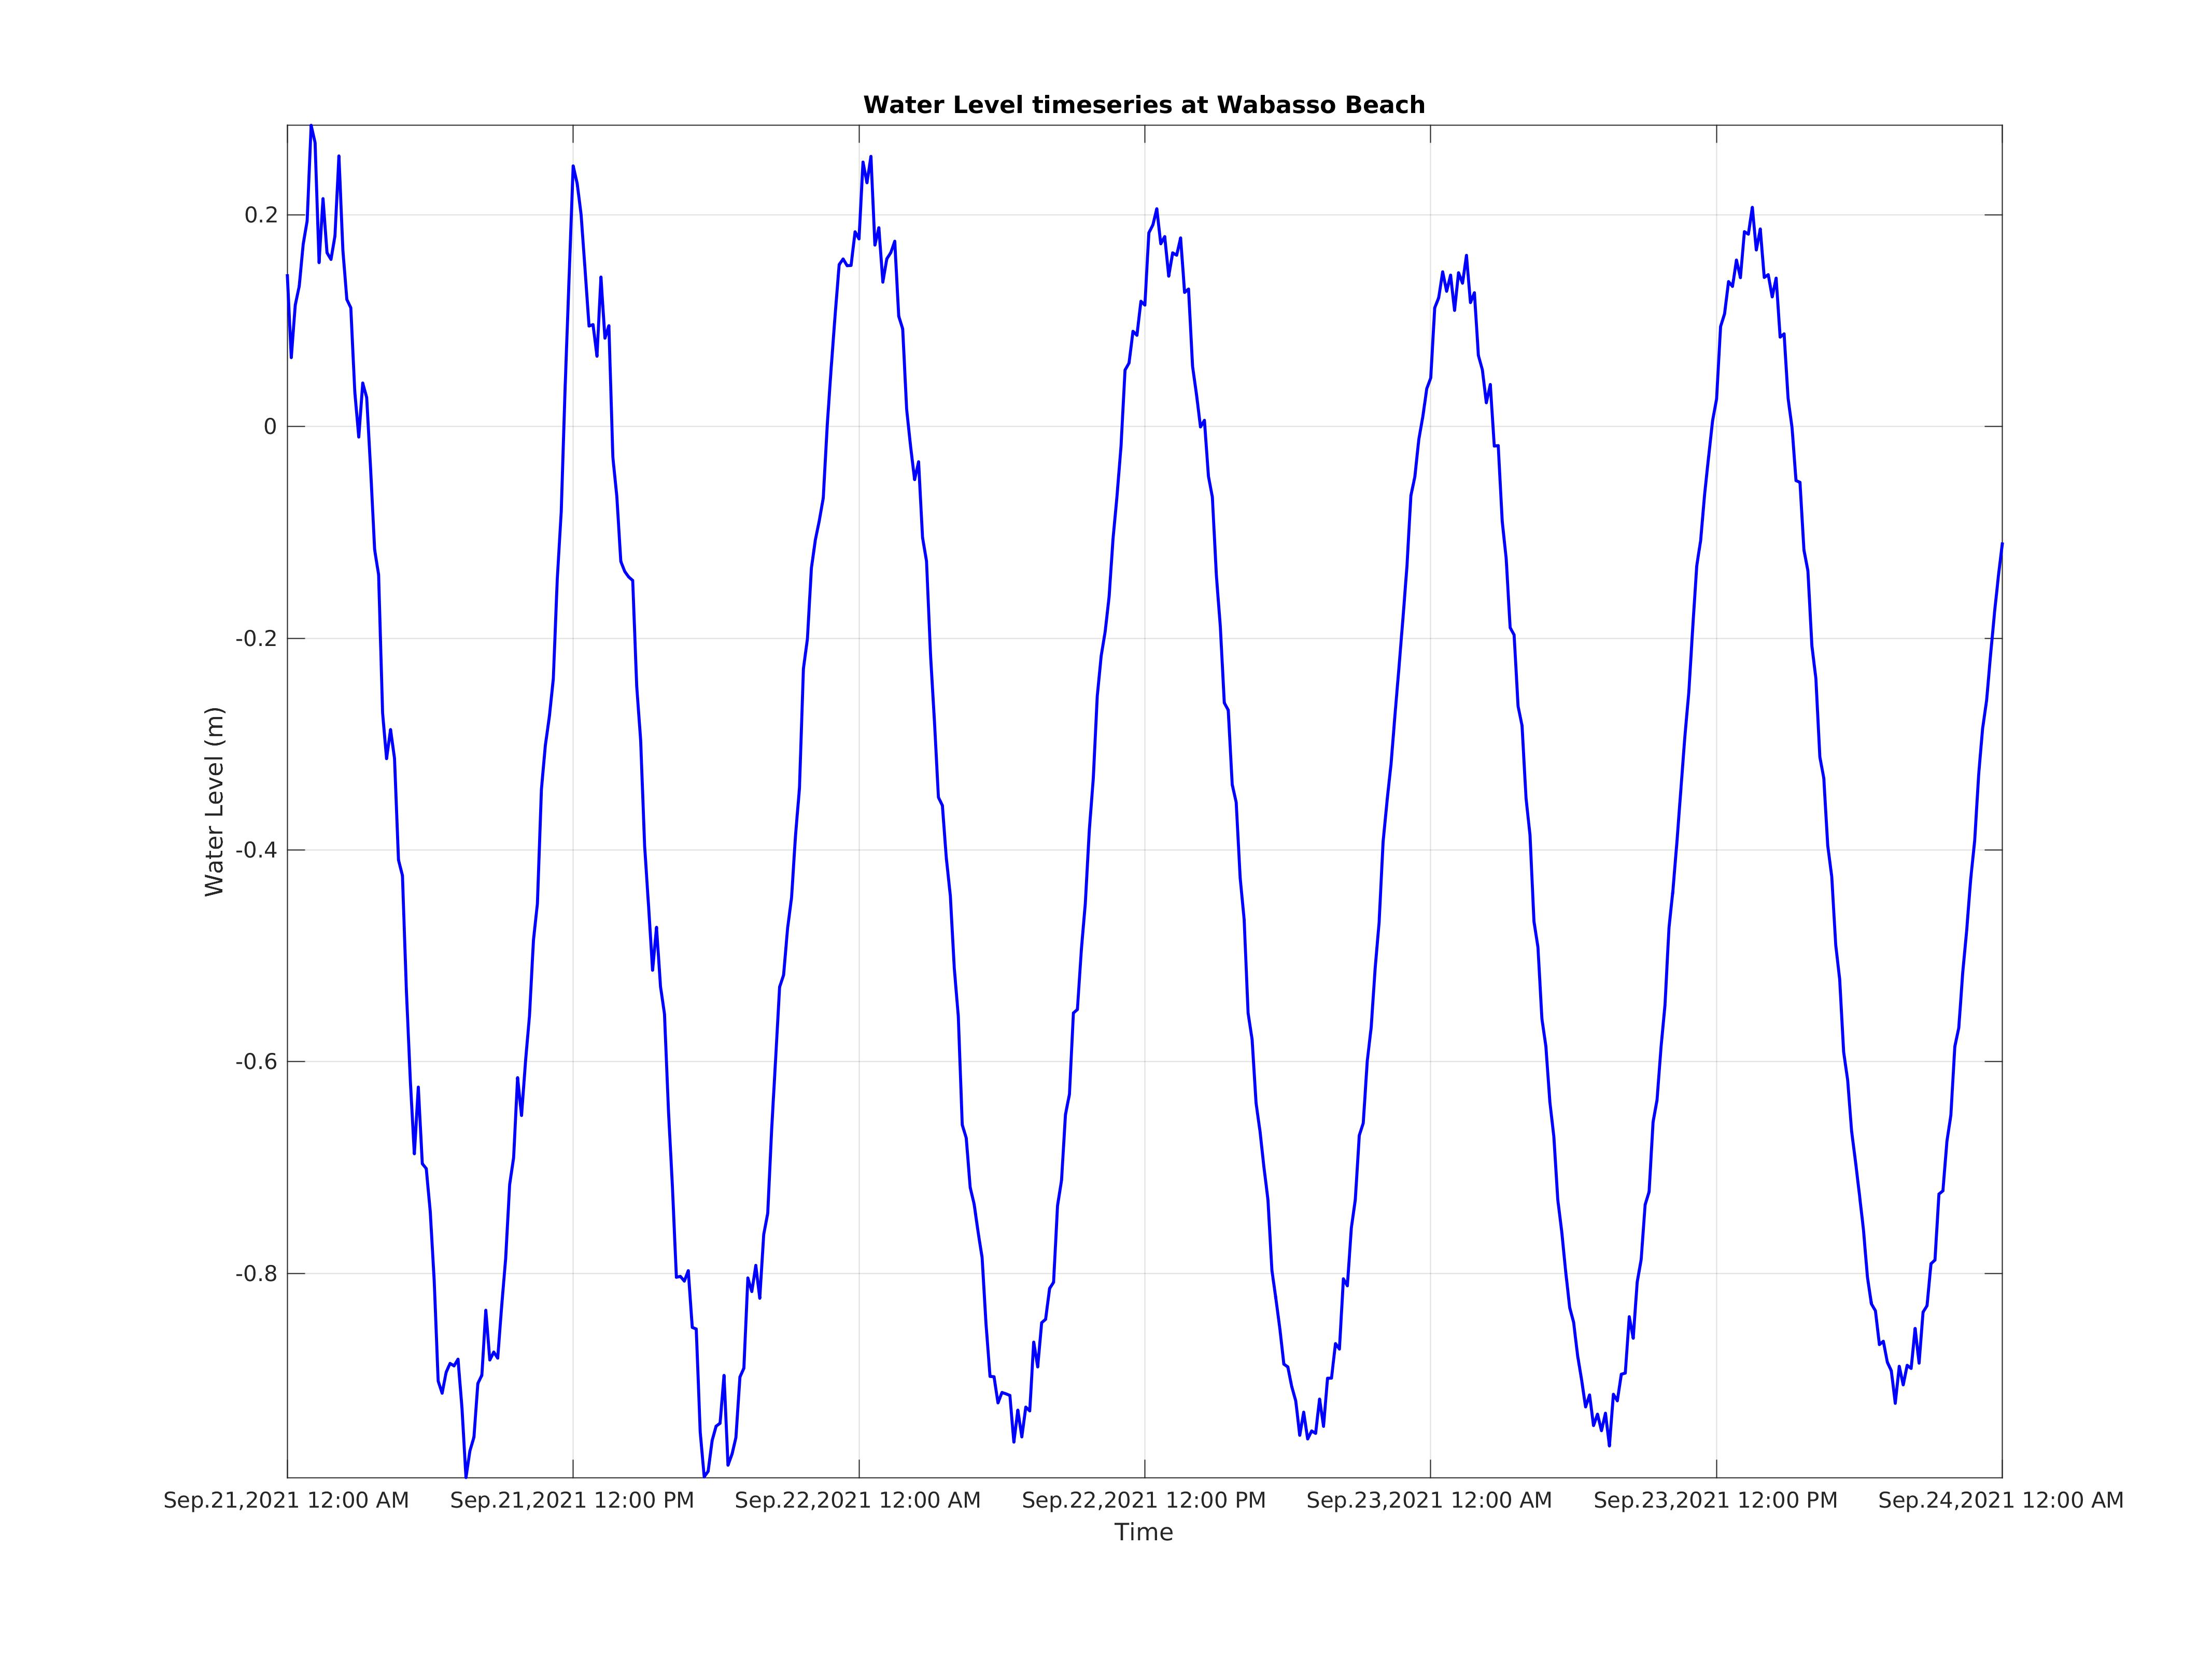 Water Level timeseries at Wabasso Beach
0.2
0
-0.2
-0.4
-0.6
-0.8
Water Level (m)
Sep.21,2021 12:00 AM
Sep.21,2021 12:00 PM
Sep.22,2021 12:00 AM
Sep.22,2021 12:00 PM
Sep.23,2021 12:00 AM
Sep.23,2021 12:00 PM
Sep.24,2021 12:00 AM
Time